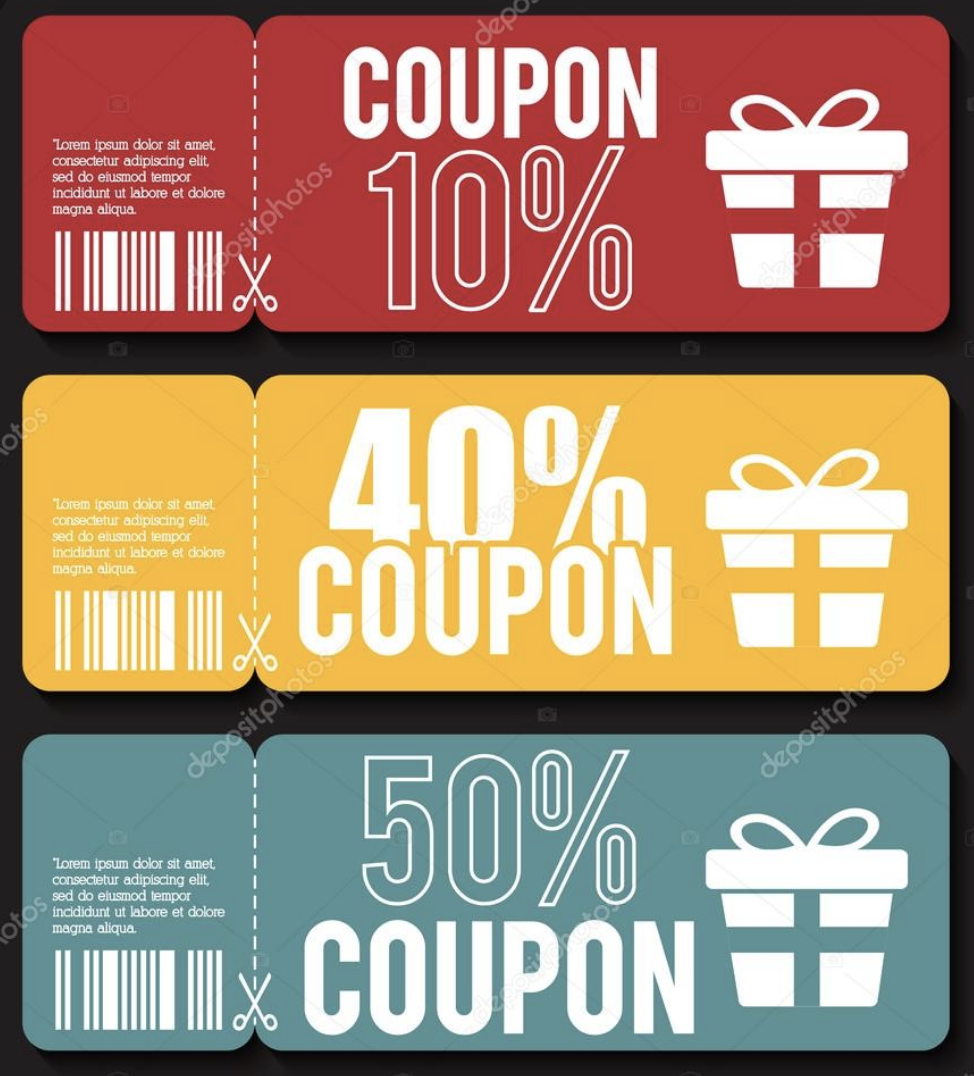 COUPON
10%
"Lorem ipsum dolor sit amet,
consectetur adipiscing elit,
sed do eiusmod tempor
incididunt ut labore et dolore
magna aliqua.
40%
COUPON
"Lorem ipsum dolor sit amet,
consectetur adipiscing elit,
sed do eiusmod tempor
incididunt ut labore et dolore
magna aliqua.
50%
COUPON
"Lorem ipsum dolor sit amet,
consectetur adipiscing elit,
sed do eiusmod tempor
incididunt ut labore et dolore
magna aliqua.
depositphotos
depositphotos
depositphotos
depositphotos